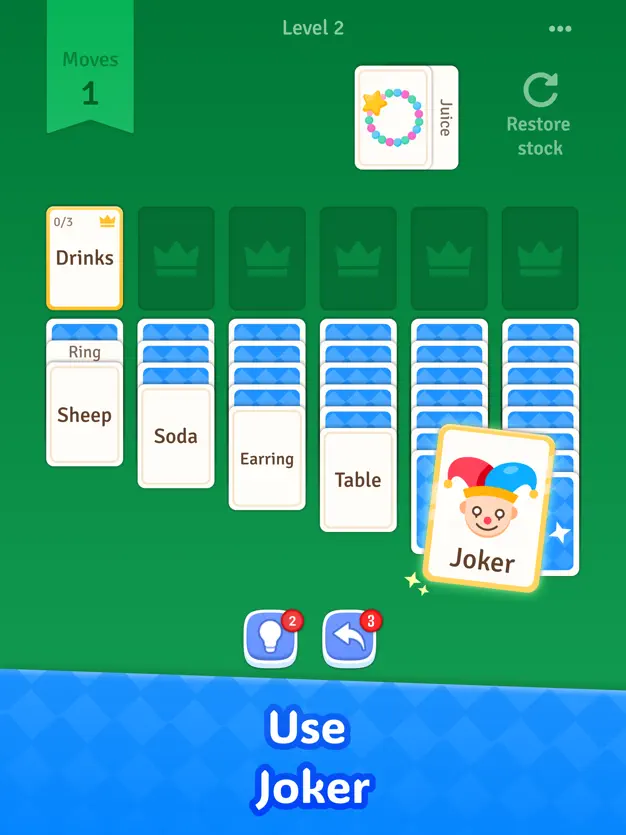 Level 2
•••
Moves
1
Juice
Restore
stock
0/3
Drinks
Ring
Sheep
Soda
Earring
Table
Joker
2
3
Use
Joker